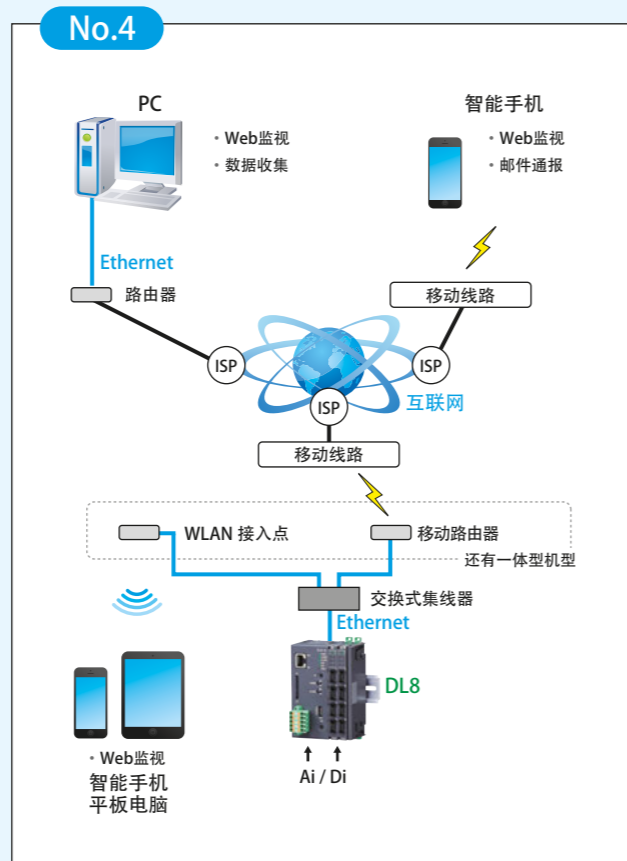 No.4
PC
・Web监视
・数据收集
智能手机
・Web监视
・邮件通报
Ethernet
路由器
移动线路
ISP
ISP
ISP
互联网
移动线路
WLAN 接入点
移动路由器
还有一体型机型
交换式集线器
Ethernet
DL8
・Web监视
智能手机
平板电脑
Ai / Di